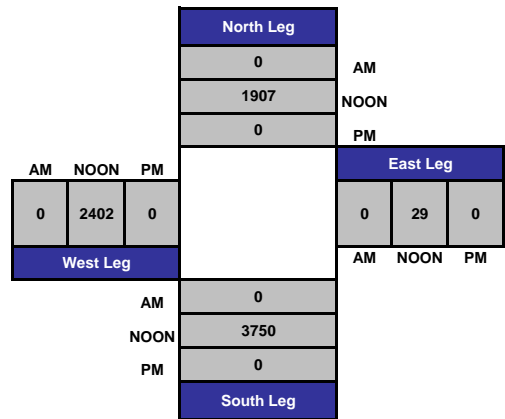 North Leg
0 AM
1907 NOON
0 PM
East Leg
AM NOON PM
0 2402 0
0 29 0
West Leg
AM NOON PM
AM 0
NOON 3750
PM 0
South Leg